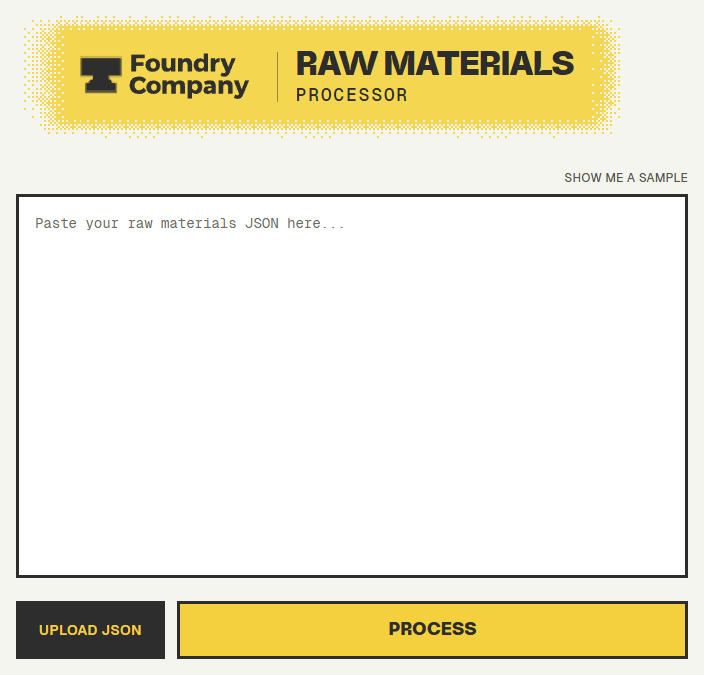 Foundry
Company
RAW MATERIALS
PROCESSOR
SHOW ME A SAMPLE
Paste your raw materials JSON here...
UPLOAD JSON
PROCESS